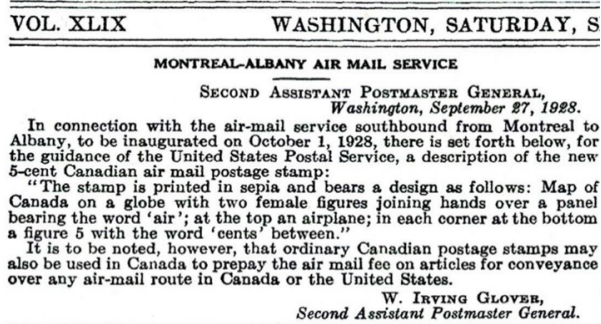 VOL. XLIX WASHINGTON, SATURDAY,
MONTREAL-ALBANY AIR MAIL SERVICE
SECOND ASSISTANT POSTMASTER GENERAL,
Washington, September 27, 1928.
In connection with the air-mail service southbound from Montreal to
Albany, to be inaugurated on October 1, 1928, there is set forth below, for
the guidance of the United States Postal Service, a description of the new
5-cent Canadian air mail postage stamp:
"The stamp is printed in sepia and bears a design as follows: Map of
Canada on a globe with two female figures joining hands over a panel
bearing the word 'air'; at the top an airplane; in each corner at the bottom
a figure 5 with the word 'cents' between."
It is to be noted, however, that ordinary Canadian postage stamps may
also be used in Canada to prepay the air mail fee on articles for conveyance
over any air-mail route in Canada or the United States.
W. IRVING GLOVER,
Second Assistant Postmaster General.